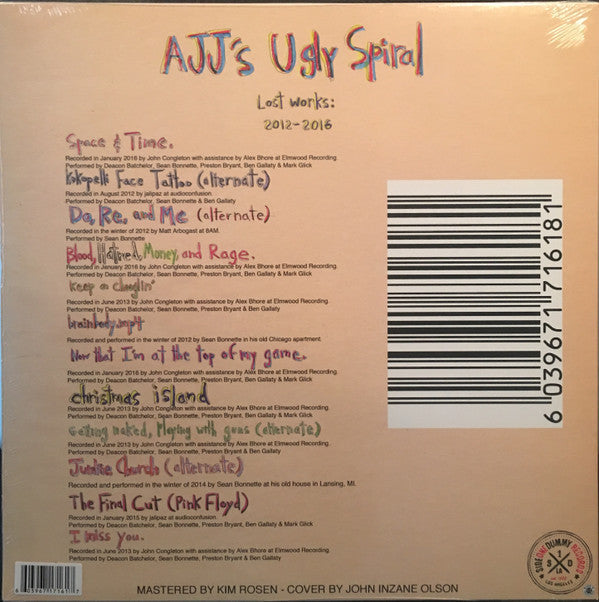 AJJ's Ugly Spiral
Lost works:
2012-2016
Space & Time.
Recorded in January 2016 by John Congleton with assistance by Alex Bhore at Elmwood Recording.
Performed by Deacon Batchelor, Sean Bonnette, Preston Bryant, Ben Gallaty & Mark Glick
Kokopelli Face Tattoo (alternate)
Recorded in August 2012 by jalipaz at audioconfusion.
Performed by Deacon Batchelor, Sean Bonnette & Ben Gallaty
Do, Re, and Me (alternate)
Recorded in the winter of 2012 by Matt Arbogast at 8AM.
Performed by Sean Bonnette
Blood, Hatred, Money, and Rage.
Recorded in January 2016 by John Congleton with assistance by Alex Bhore at Elmwood Recording.
Performed by Deacon Batchelor, Sean Bonnette, Preston Bryant, Ben Gallaty & Mark Glick
Keep on Chooglin'
Recorded in June 2013 by John Congleton with assistance by Alex Bhore at Elmwood Recording.
Performed by Deacon Batchelor, Sean Bonnette, Preston Bryant & Ben Gallaty
brainbody.mp4
Recorded and performed in the winter of 2012 by Sean Bonnette in his old Chicago apartment.
Now that I'm at the top of my game.
Recorded in January 2016 by John Congleton with assistance by Alex Bhore at Elmwood Recording.
Performed by Deacon Batchelor, Sean Bonnette, Preston Bryant, Ben Gallaty & Mark Glick
christmas island
Recorded in June 2013 by John Congleton with assistance by Alex Bhore at Elmwood Recording.
Performed by Deacon Batchelor, Sean Bonnette, Preston Bryant & Ben Gallaty
Getting naked, Playing with guns (alternate)
Recorded in June 2013 by John Congleton with assistance by Alex Bhore at Elmwood Recording.
Performed by Deacon Batchelor, Sean Bonnette, Preston Bryant & Ben Gallaty
Junkie Church (alternate)
Recorded and performed in the winter of 2014 by Sean Bonnette at his old house in Lansing, MI.
The Final Cut (Pink Floyd)
Recorded in January 2015 by jalipaz at audioconfusion.
Performed by Deacon Batchelor, Sean Bonnette, Preston Bryant, Ben Gallaty & Mark Glick
I miss you.
Recorded in June 2013 by John Congleton with assistance by Alex Bhore at Elmwood Recording.
Performed by Deacon Batchelor, Sean Bonnette, Preston Bryant & Ben Gallaty
6 03967 17161 7
MASTERED BY KIM ROSEN - COVER BY JOHN INZANE OLSON
6 039671 716181
SIDEONEDUMMY RECORDS
S 1 D
LA
LOS ANGELES